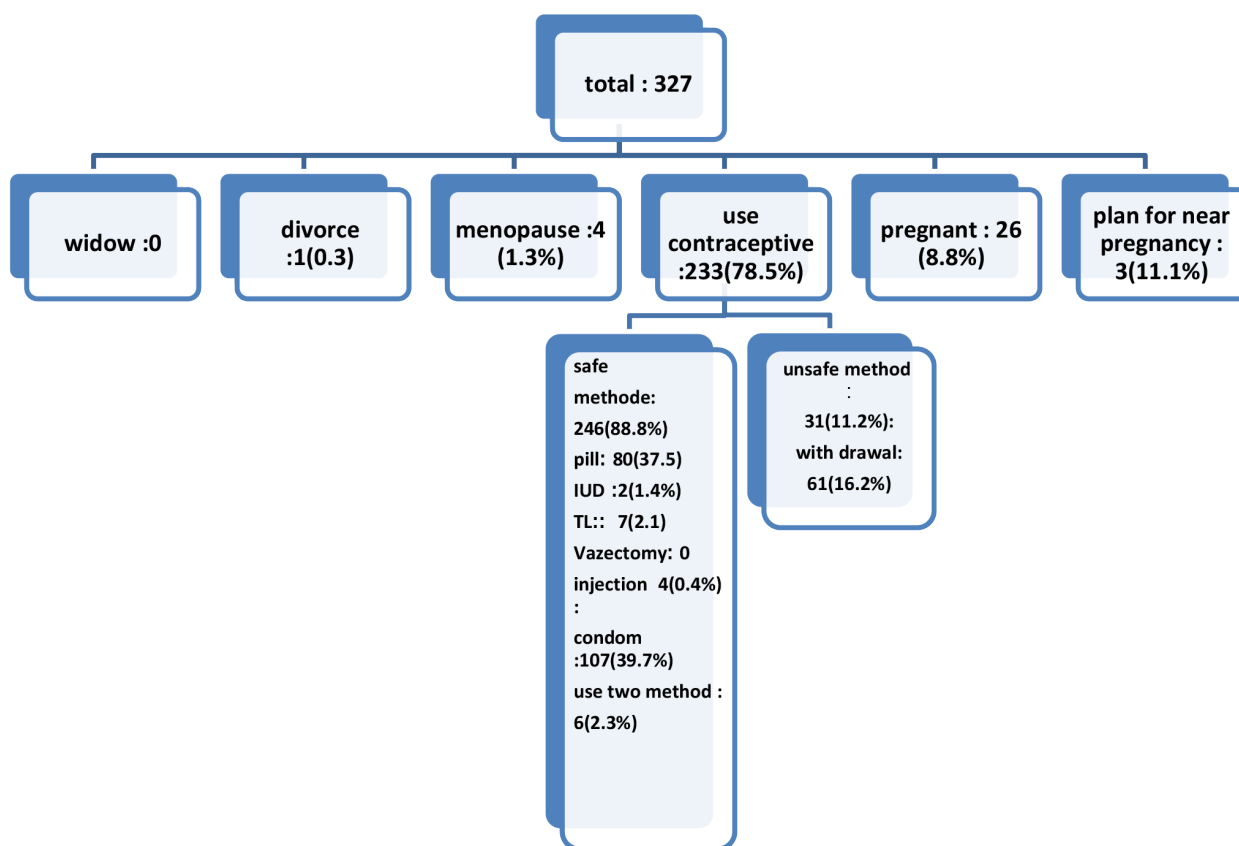 total : 327
widow :0
divorce
:1(0.3)
menopause :4
(1.3%)
use
contraceptive
:233(78.5%)
pregnant : 26
(8.8%)
plan for near
pregnancy :
3(11.1%)
safe
methode:
246(88.8%)
pill: 80(37.5)
IUD :2(1.4%)
TL:: 7(2.1)
Vazectomy: 0
injection 4(0.4%)
:
condom
:107(39.7%)
use two method :
6(2.3%)
unsafe method
:
31(11.2%):
with drawal:
61(16.2%)